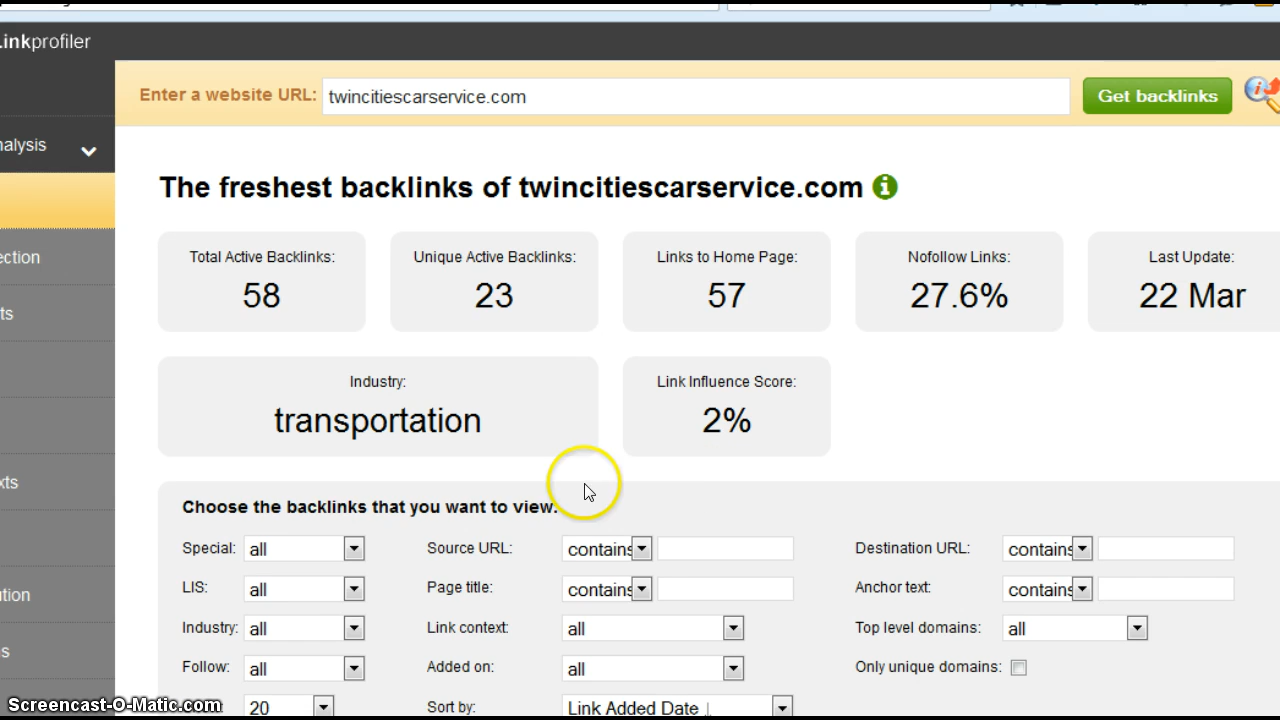 .inkprofiler
Enter a website URL: twincitiescarservice.com Get backlinks
nalysis
The freshest backlinks of twincitiescarservice.com
Total Active Backlinks: Unique Active Backlinks: Links to Home Page: Nofollow Links: Last Update:
58 23 57 27.6% 22 Mar
ection
ts
Industry: Link Influence Score:
transportation 2%
xts
Choose the backlinks that you want to view.
Special: all Source URL: contains Destination URL: contains
LIS: all Page title: contains Anchor text: contains
ution
Industry: all Link context: all Top level domains: all
s
Follow: all Added on: all Only unique domains:
Screencast-O-Matic.com 20 Sort by: Link Added Date